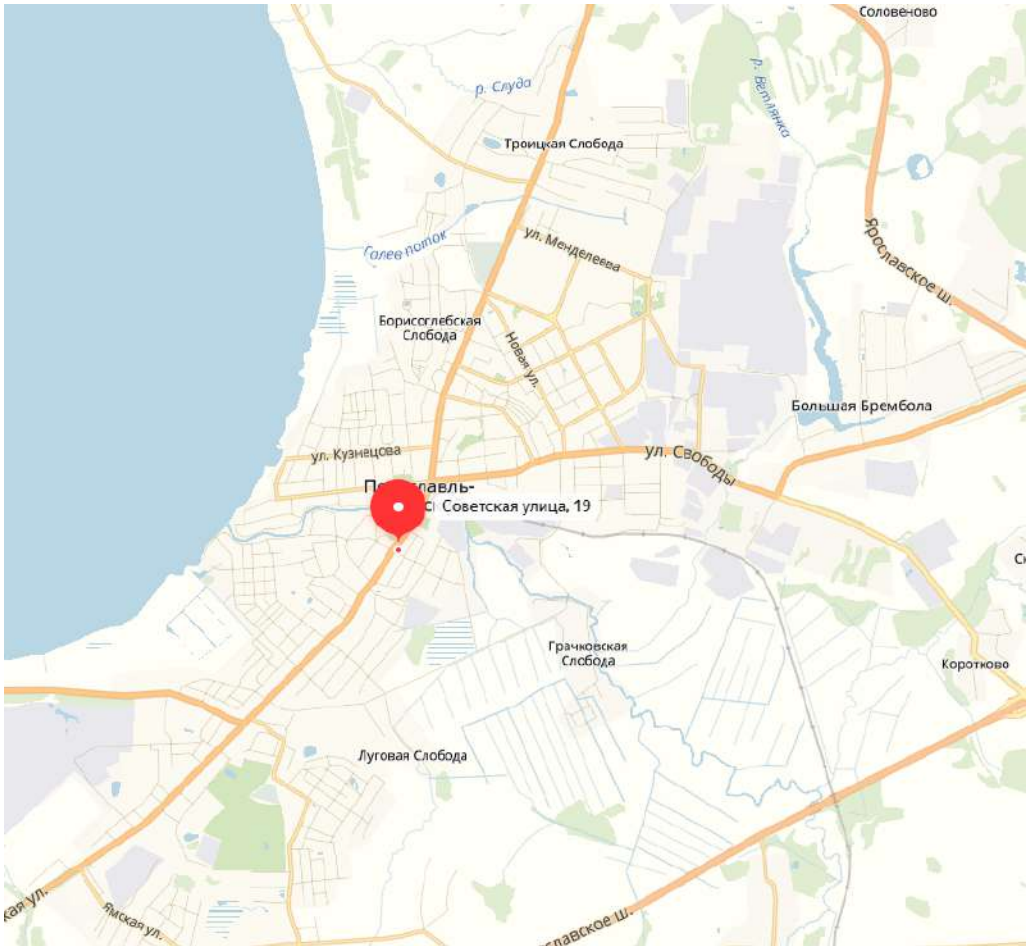 Соловеново
р. Слуда
р. Ветлянка
Троицкая Слобода
Галев поток
ул. Менделеева
Ярославское ш.
Борисоглебская
Слобода
Новая ул.
Большая Брембола
ул. Кузнецова
ул. Свободы
Советская улица, 19
Грачковская
Слобода
Коротково
Луговая Слобода
Ямская ул.